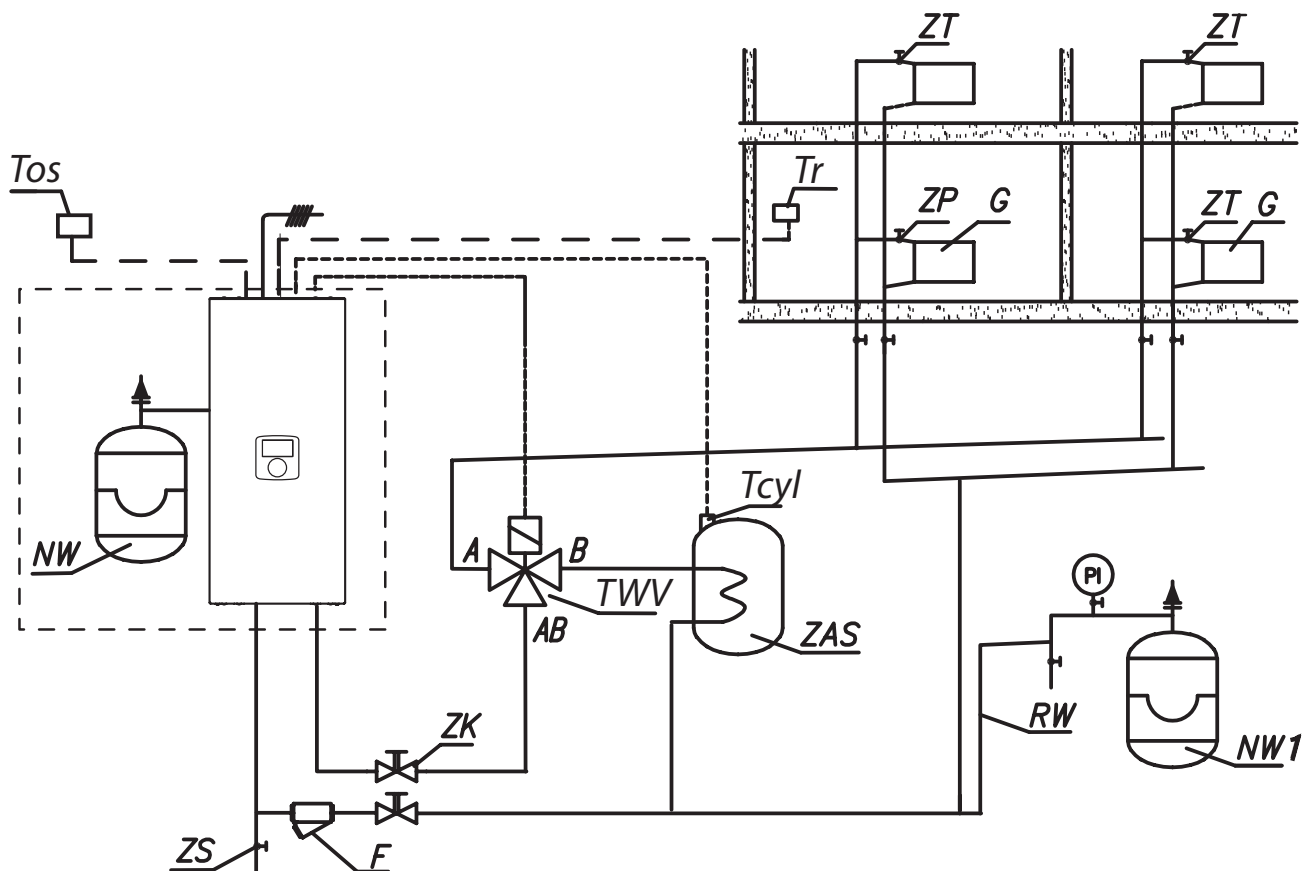 ZT ZT
Tos
Tr
ZP G ZT G
Tcyl
A B
NW
TWV
PI
AB
ZAS
RW
ZK
NW1
ZS
F